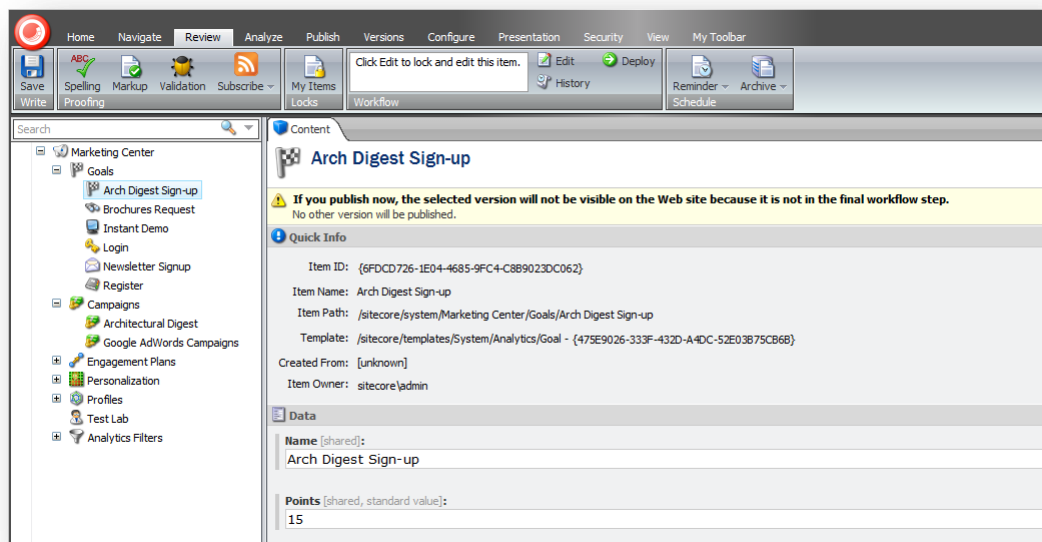 Home Navigate Review Analyze Publish Versions Configure Presentation Security View My Toolbar
Save Spelling Markup Validation Subscribe My Items Click Edit to lock and edit this item. Edit Deploy History Reminder Archive
ABC
Write Proofing Locks Workflow Schedule
Search
Marketing Center
Goals
Arch Digest Sign-up
Brochures Request
Instant Demo
Login
Newsletter Signup
Register
Campaigns
Architectural Digest
Google AdWords Campaigns
Engagement Plans
Personalization
Profiles
Test Lab
Analytics Filters
Content
Arch Digest Sign-up
If you publish now, the selected version will not be visible on the Web site because it is not in the final workflow step.
No other version will be published.
Quick Info
Item ID: {6FDCD726-1E04-4685-9FC4-C8B9023DC062}
Item Name: Arch Digest Sign-up
Item Path: /sitecore/system/Marketing Center/Goals/Arch Digest Sign-up
Template: /sitecore/templates/System/Analytics/Goal - {475E9026-333F-432D-A4DC-52E03B75CB6B}
Created From: [unknown]
Item Owner: sitecore\admin
Data
Name [shared]:
Arch Digest Sign-up
Points [shared, standard value]:
15